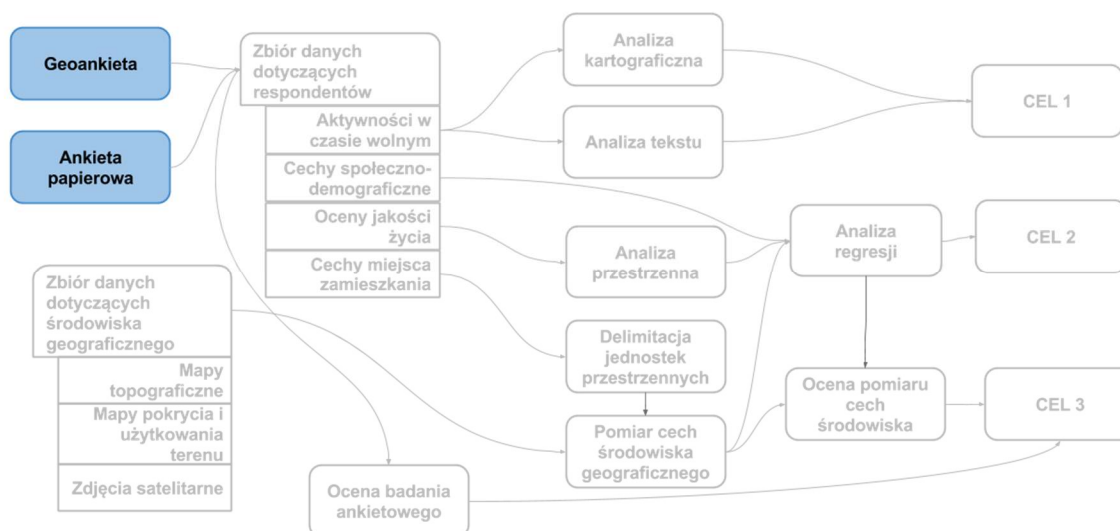 Geoankieta
Ankieta
papierowa
Zbiór danych
dotyczących
respondentów
Aktywności w
czasie wolnym
Cechy społeczno-
demograficzne
Oceny jakości
życia
Cechy miejsca
zamieszkania
Zbiór danych
dotyczących
środowiska
geograficznego
Mapy
topograficzne
Mapy pokrycia i
użytkowania
terenu
Zdjęcia satelitarne
Analiza
kartograficzna
Analiza tekstu
Analiza
przestrzenna
Delimitacja
jednostek
przestrzennych
Pomiar cech
środowiska
geograficznego
Ocena badania
ankietowego
Analiza
regresji
Ocena pomiaru
cech
środowiska
CEL 1
CEL 2
CEL 3